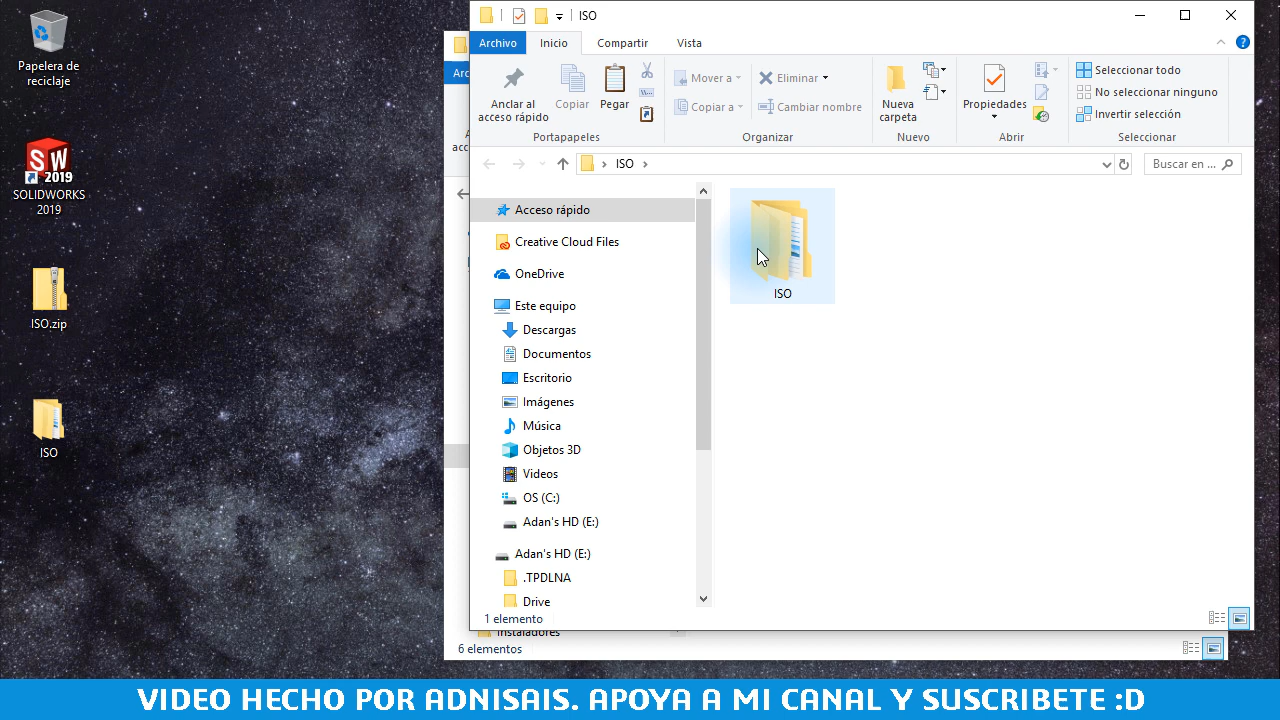 Papelera de
reciclaje
SW
2019
SOLIDWORKS
2019
ISO.zip
ISO
ISO
Archivo
Inicio
Compartir
Vista
Anclar al
acceso rápido
Copiar
Pegar
Portapapeles
Mover a
Copiar a
Eliminar
Cambiar nombre
Organizar
Nueva
carpeta
Nuevo
Propiedades
Abrir
Seleccionar todo
No seleccionar ninguno
Invertir selección
Seleccionar
ISO
Buscar en ...
Acceso rápido
Creative Cloud Files
OneDrive
Este equipo
Descargas
Documentos
Escritorio
Imágenes
Música
Objetos 3D
Videos
OS (C:)
Adan's HD (E:)
Adan's HD (E:)
.TPDLNA
Drive
ISO
1 elemento
Instaladores
6 elementos
VIDEO HECHO POR ADNISAIS. APOYA A MI CANAL Y SUSCRIBETE :D